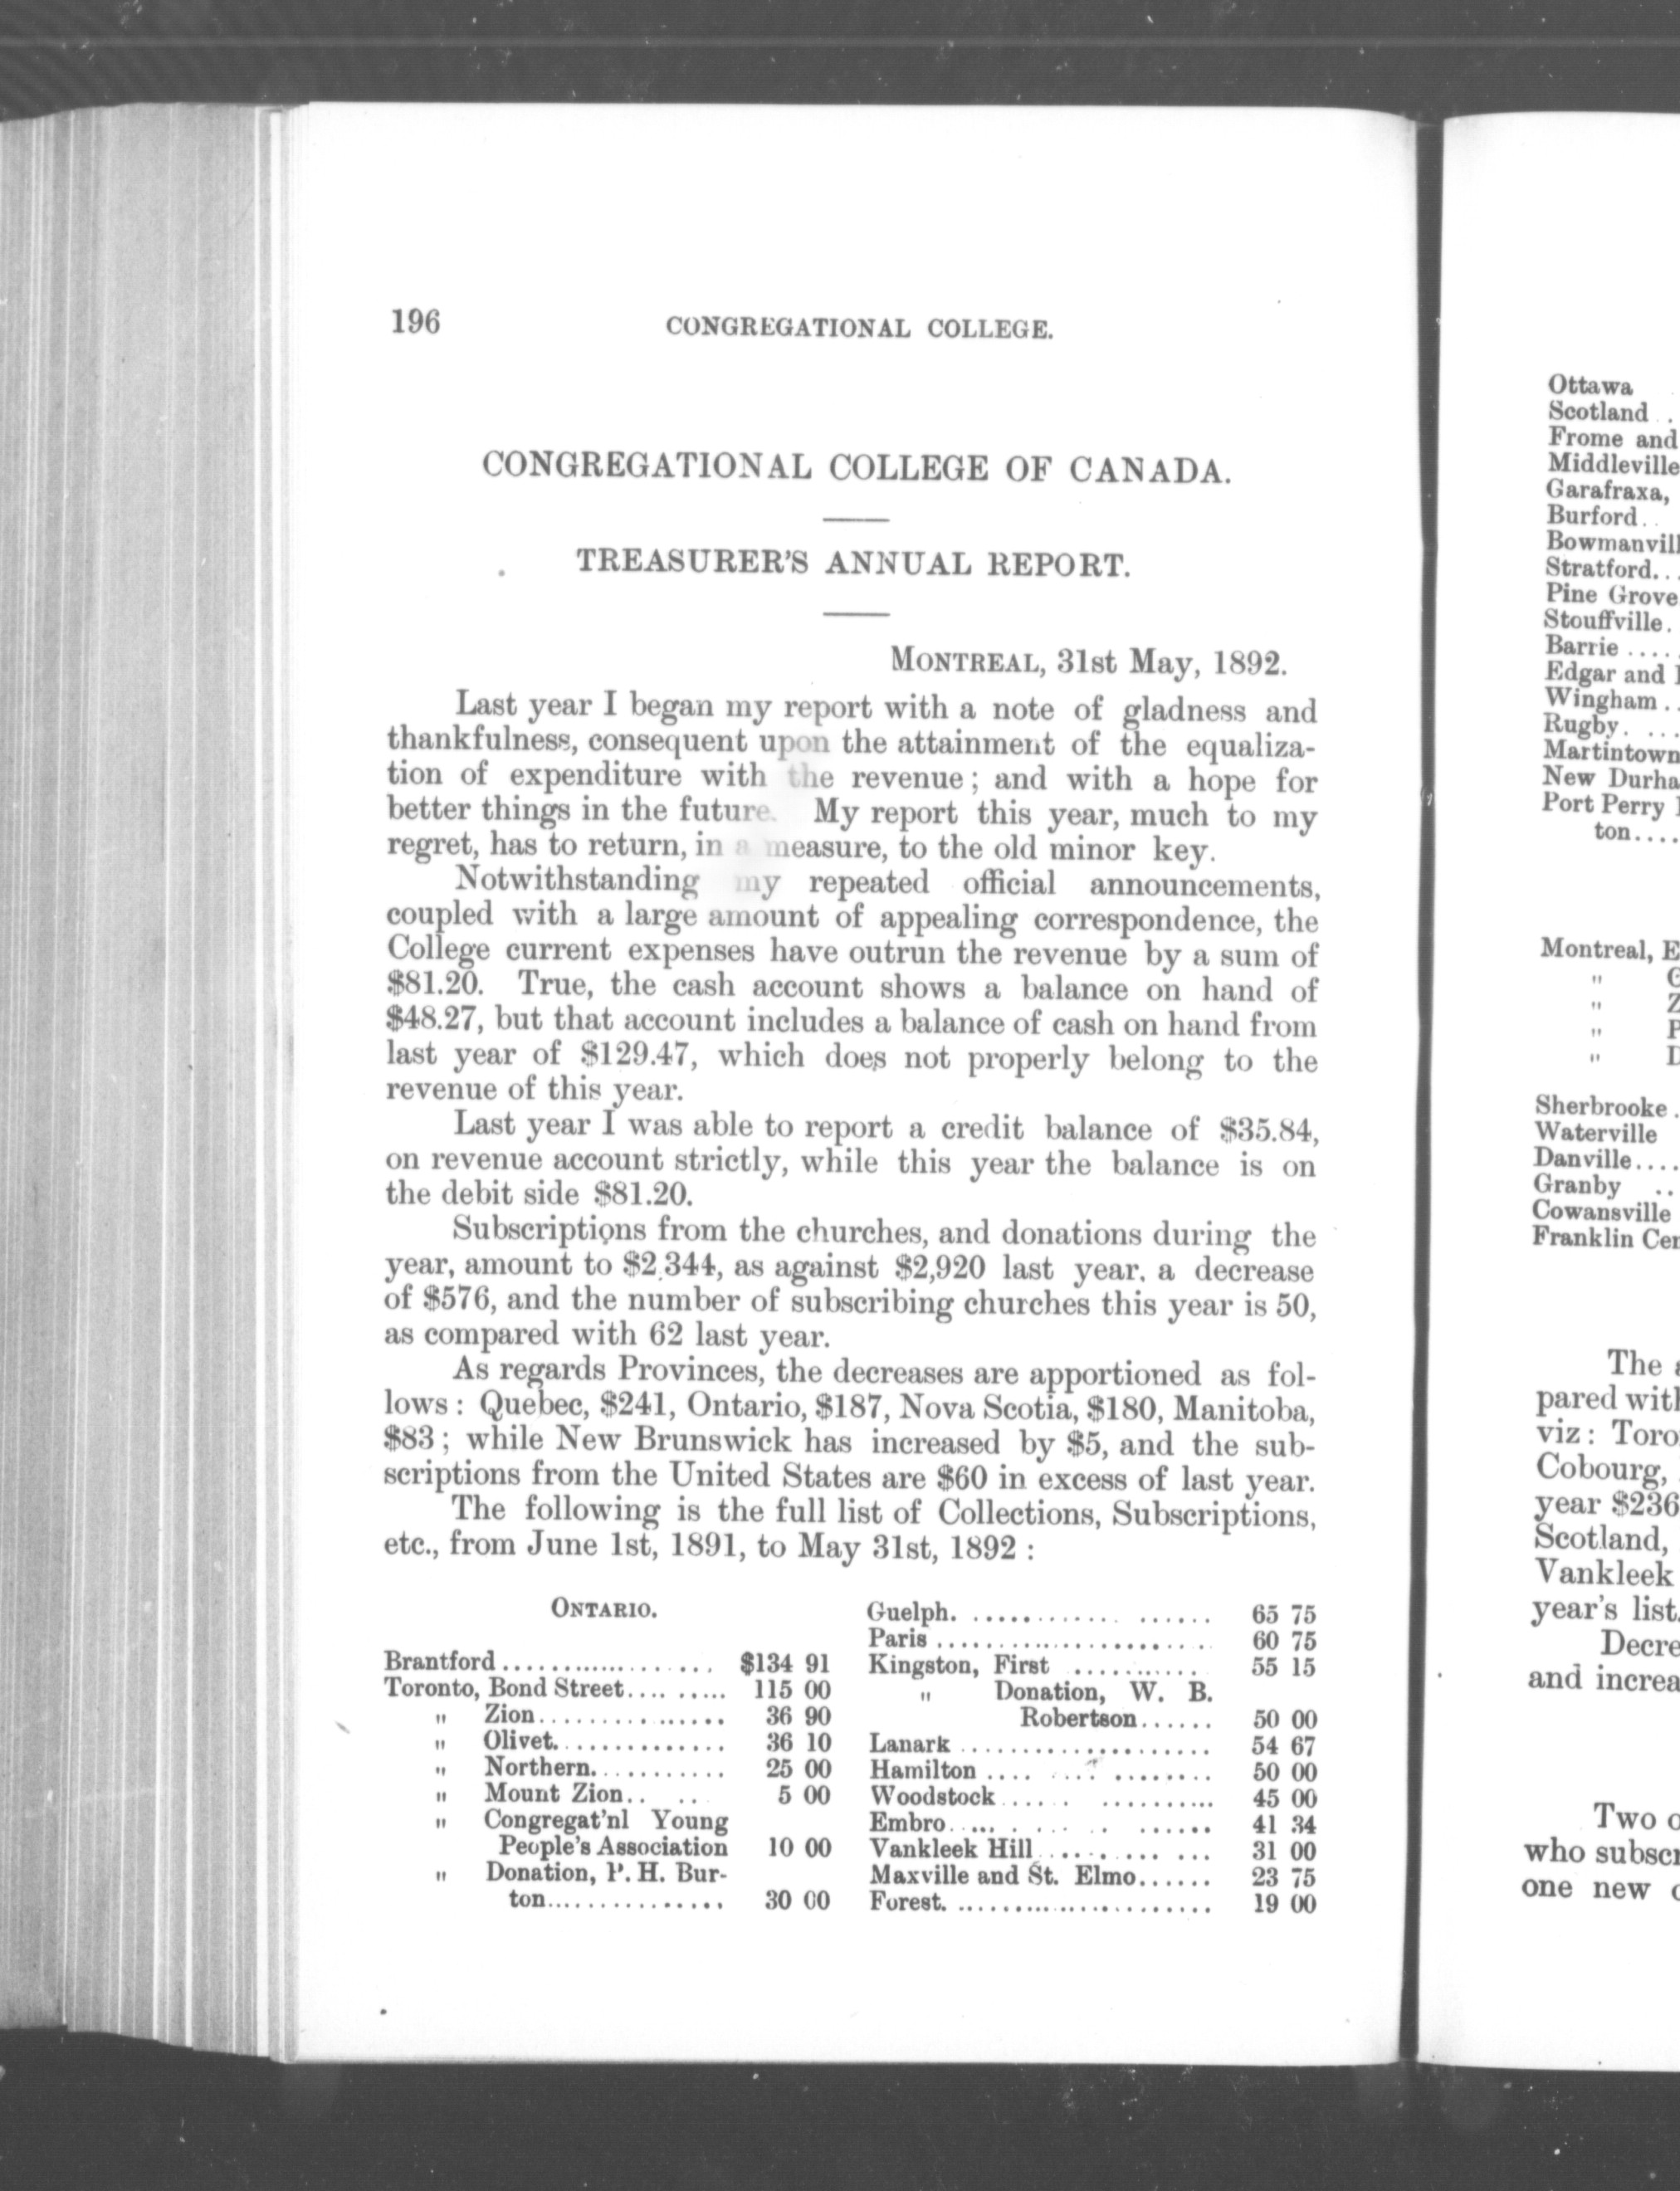 196 CONGREGATIONAL COLLEGE.
CONGREGATIONAL COLLEGE OF CANADA.
TREASURER'S ANNUAL REPORT.
MONTREAL, 31st May, 1892.
Last year I began my report with a note of gladness and
thankfulness, consequent upon the attainment of the equaliza-
tion of expenditure with the revenue; and with a hope for
better things in the future. My report this year, much to my
regret, has to return, in a measure, to the old minor key.
Notwithstanding my repeated official announcements,
coupled with a large amount of appealing correspondence, the
College current expenses have outrun the revenue by a sum of
$81.20. True, the cash account shows a balance on hand of
$48.27, but that account includes a balance of cash on hand from
last year of $129.47, which does not properly belong to the
revenue of this year.
Last year I was able to report a credit balance of $35.84,
on revenue account strictly, while this year the balance is on
the debit side $81.20.
Subscriptions from the churches, and donations during the
year, amount to $2,344, as against $2,920 last year, a decrease
of $576, and the number of subscribing churches this year is 50,
as compared with 62 last year.
As regards Provinces, the decreases are apportioned as fol-
lows: Quebec, $241, Ontario, $187, Nova Scotia, $180, Manitoba,
$83; while New Brunswick has increased by $5, and the sub-
scriptions from the United States are $60 in excess of last year.
The following is the full list of Collections, Subscriptions,
etc., from June 1st, 1891, to May 31st, 1892:
ONTARIO.
Brantford.................... $134 91
Toronto, Bond Street......... 115 00
" Zion................ 36 90
" Olivet.............. 36 10
" Northern............ 25 00
" Mount Zion.. .. 5 00
" Congregat'nl Young
People's Association 10 00
" Donation, P. H. Bur-
ton............... 30 00
Guelph. .................... 65 75
Paris ...................... 60 75
Kingston, First .......... 55 15
" Donation, W. B.
Robertson...... 50 00
Lanark ..................... 54 67
Hamilton .... .... ........ 50 00
Woodstock..... .......... 45 00
Embro..... . ... . ...... 41 34
Vankleek Hill............ 31 00
Maxville and St. Elmo...... 23 75
Forest. ..................... 19 00
Ottawa
Scotland ..
Frome and
Middleville
Garafraxa,
Burford..
Bowmanvill
Stratford...
Pine Grove
Stouffville.
Barrie ....
Edgar and
Wingham ..
Rugby. ...
Martintown
New Durha
Port Perry
ton....
Montreal, E
" G
" Z
" P
" D
Sherbrooke .
Waterville
Danville....
Granby ..
Cowansville
Franklin Cen
The a
pared with
viz: Toro
Cobourg,
year $236
Scotland,
Vankleek
year's list.
Decre
and increa
Two o
who subscr
one new c